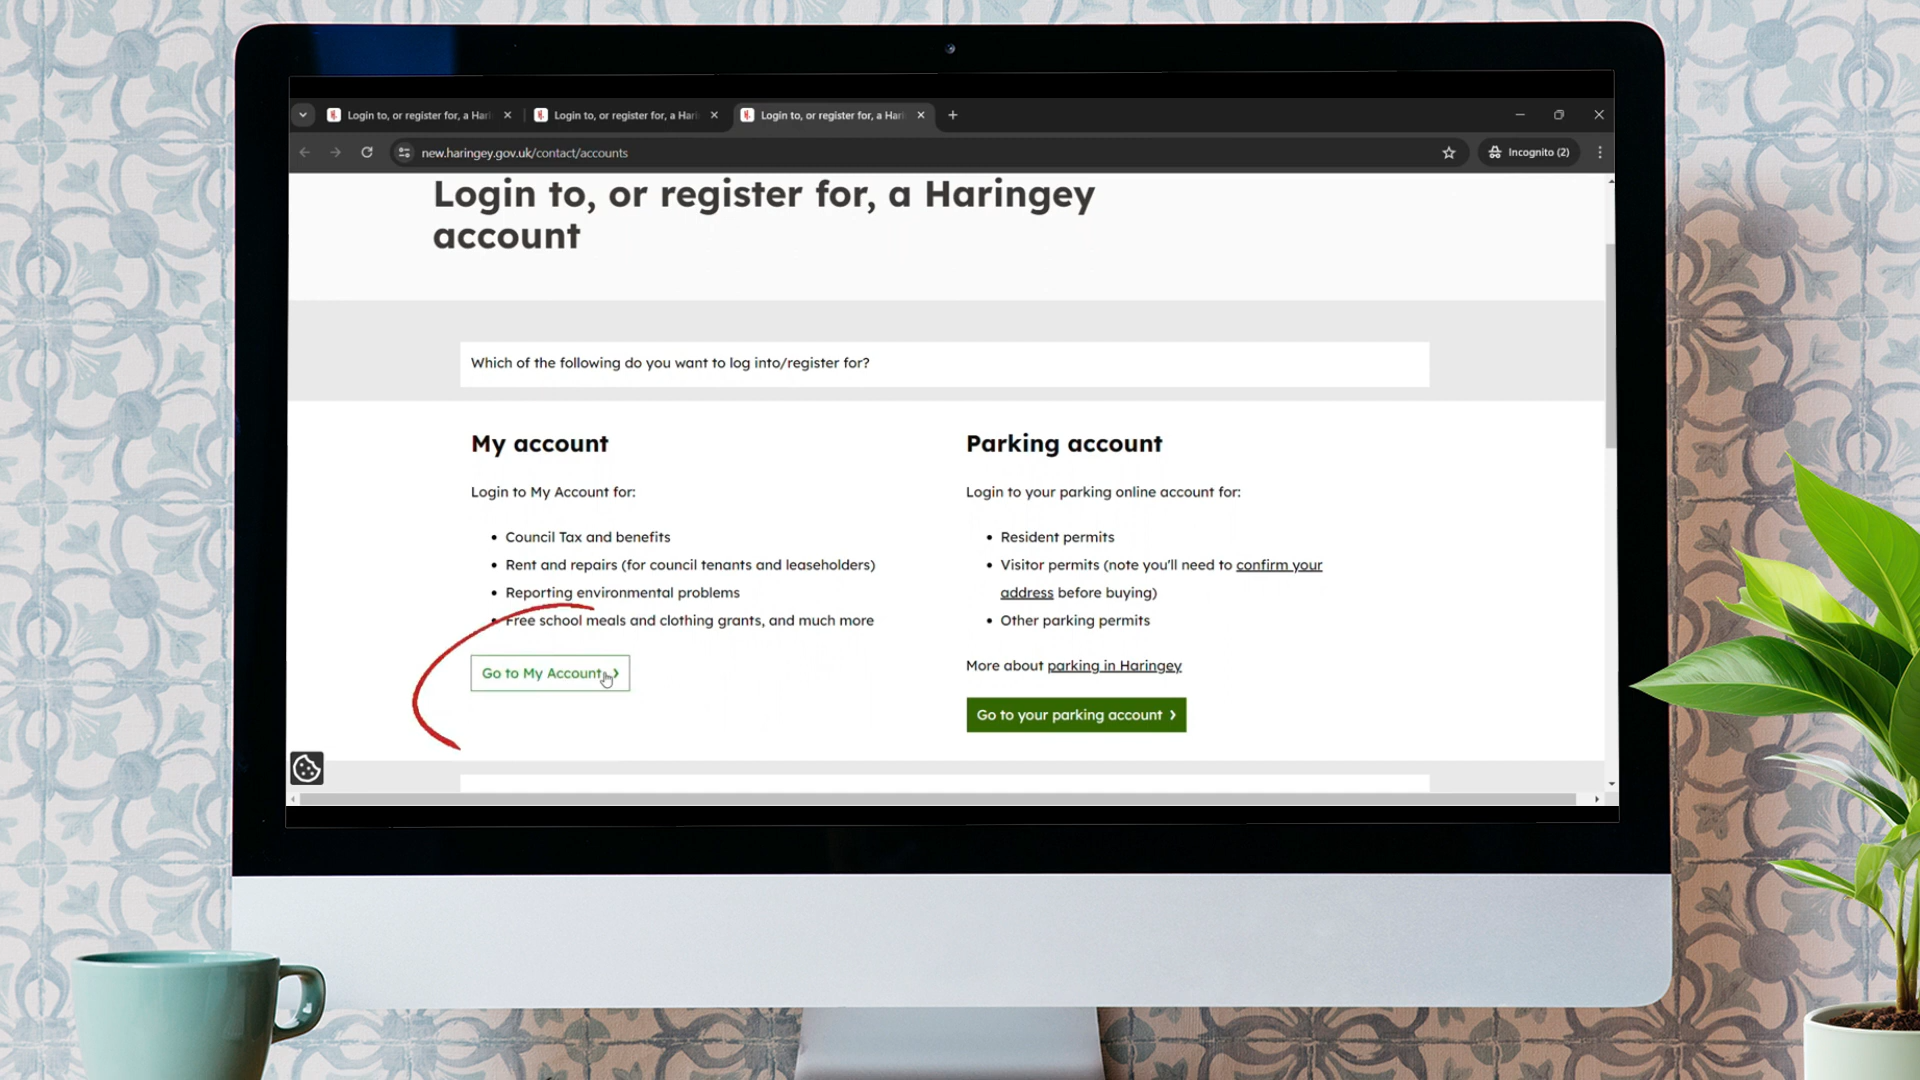 Login to, or register for, a Hari
Login to, or register for, a Hari
Login to, or register for, a Hari
new.haringey.gov.uk/contact/accounts
Incognito (2)
Login to, or register for, a Haringey
account
Which of the following do you want to log into/register for?
My account
Login to My Account for:
• Council Tax and benefits
• Rent and repairs (for council tenants and leaseholders)
• Reporting environmental problems
• Free school meals and clothing grants, and much more
Go to My Account
Parking account
Login to your parking online account for:
• Resident permits
• Visitor permits (note you'll need to confirm your
address before buying)
• Other parking permits
More about parking in Haringey
Go to your parking account